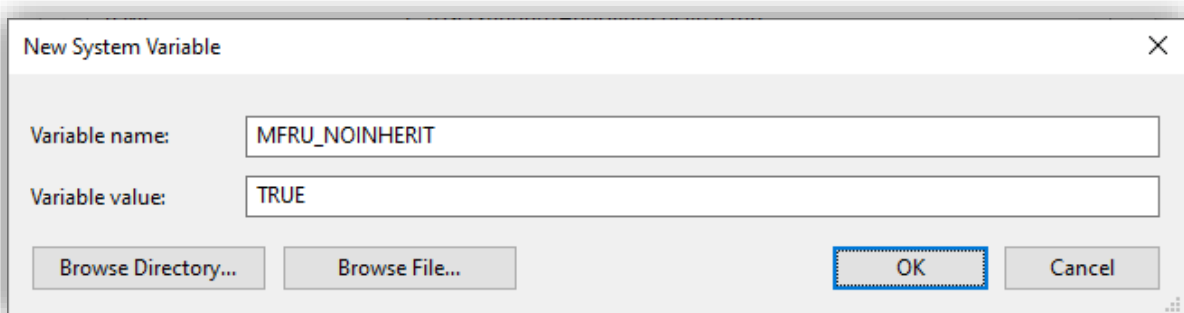 New System Variable
Variable name: MFRU_NOINHERIT
Variable value: TRUE
Browse Directory... Browse File... OK Cancel